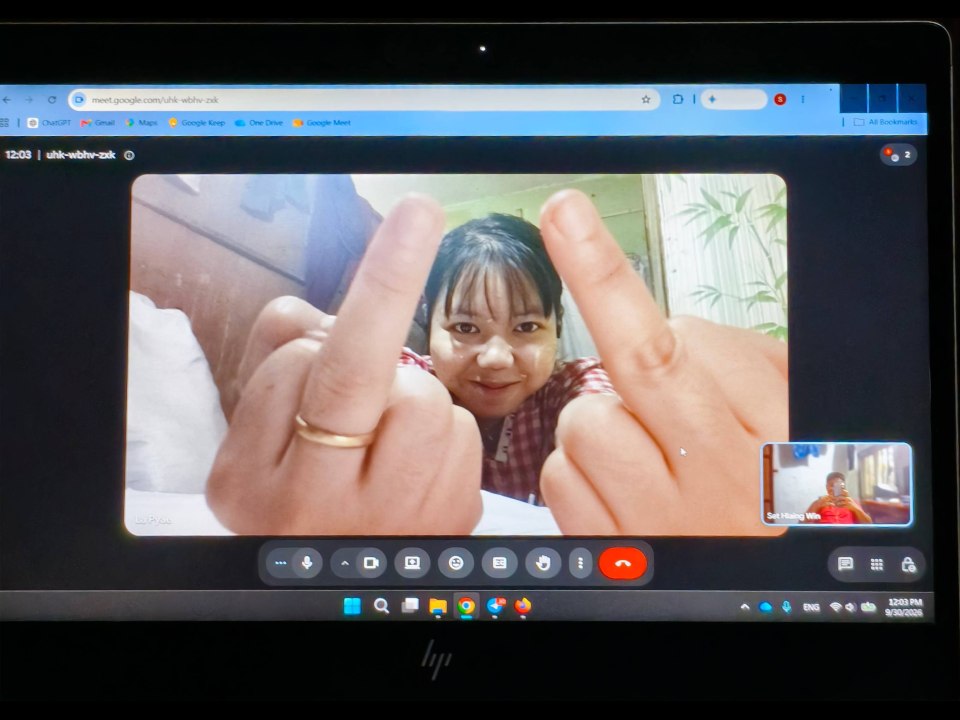 meet.google.com/uhk-wbhv-zxk
S
ChatGPT
Gmail
Maps
Google Keep
One Drive
Google Meet
All Bookmarks
12:03 | uhk-wbhv-zxk
2
Set Hlaing Win
ENG
12:03 PM
9/30/2026
hp